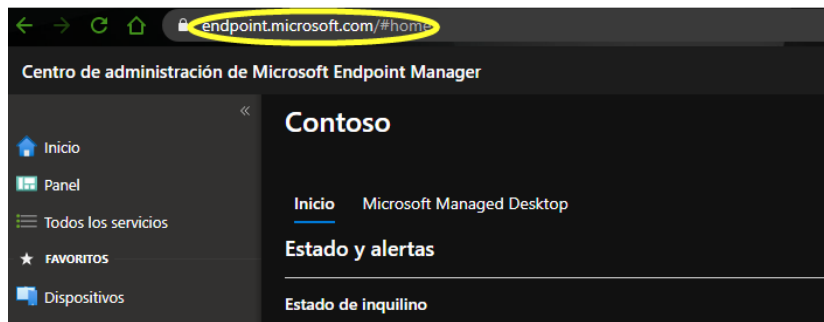 endpoint.microsoft.com/#home
Centro de administración de Microsoft Endpoint Manager
«
Contoso
Inicio
Panel
Inicio Microsoft Managed Desktop
Todos los servicios
Estado y alertas
FAVORITOS
Dispositivos
Estado de inquilino